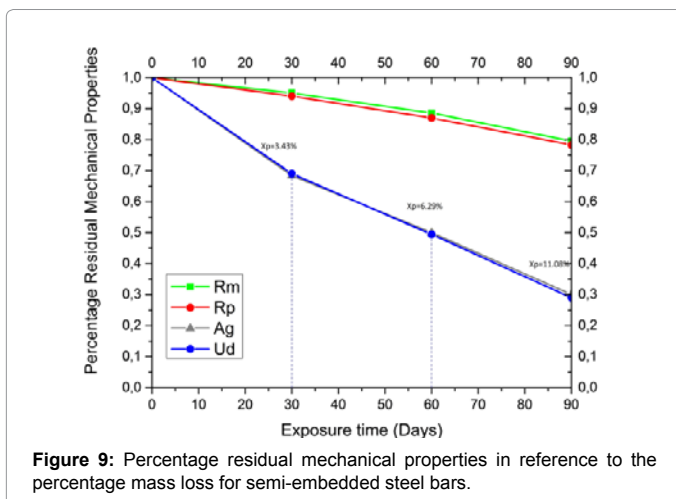 0 10 20 30 40 50 60 70 80 90
1,0 1,0
0,9 0,9
0,8 0,8
Xp=3.43%
0,7 0,7
0,6 0,6
Xp=6.29%
0,5 0,5
0,4 0,4
Xp=11.08%
0,3 0,3
0,2 0,2
0,1 0,1
0,0 0,0
Percentage Residual Mechanical Properties
Rm
Rp
Ag
Ud
0 10 20 30 40 50 60 70 80 90
Exposure time (Days)
Figure 9: Percentage residual mechanical properties in reference to the
percentage mass loss for semi-embedded steel bars.